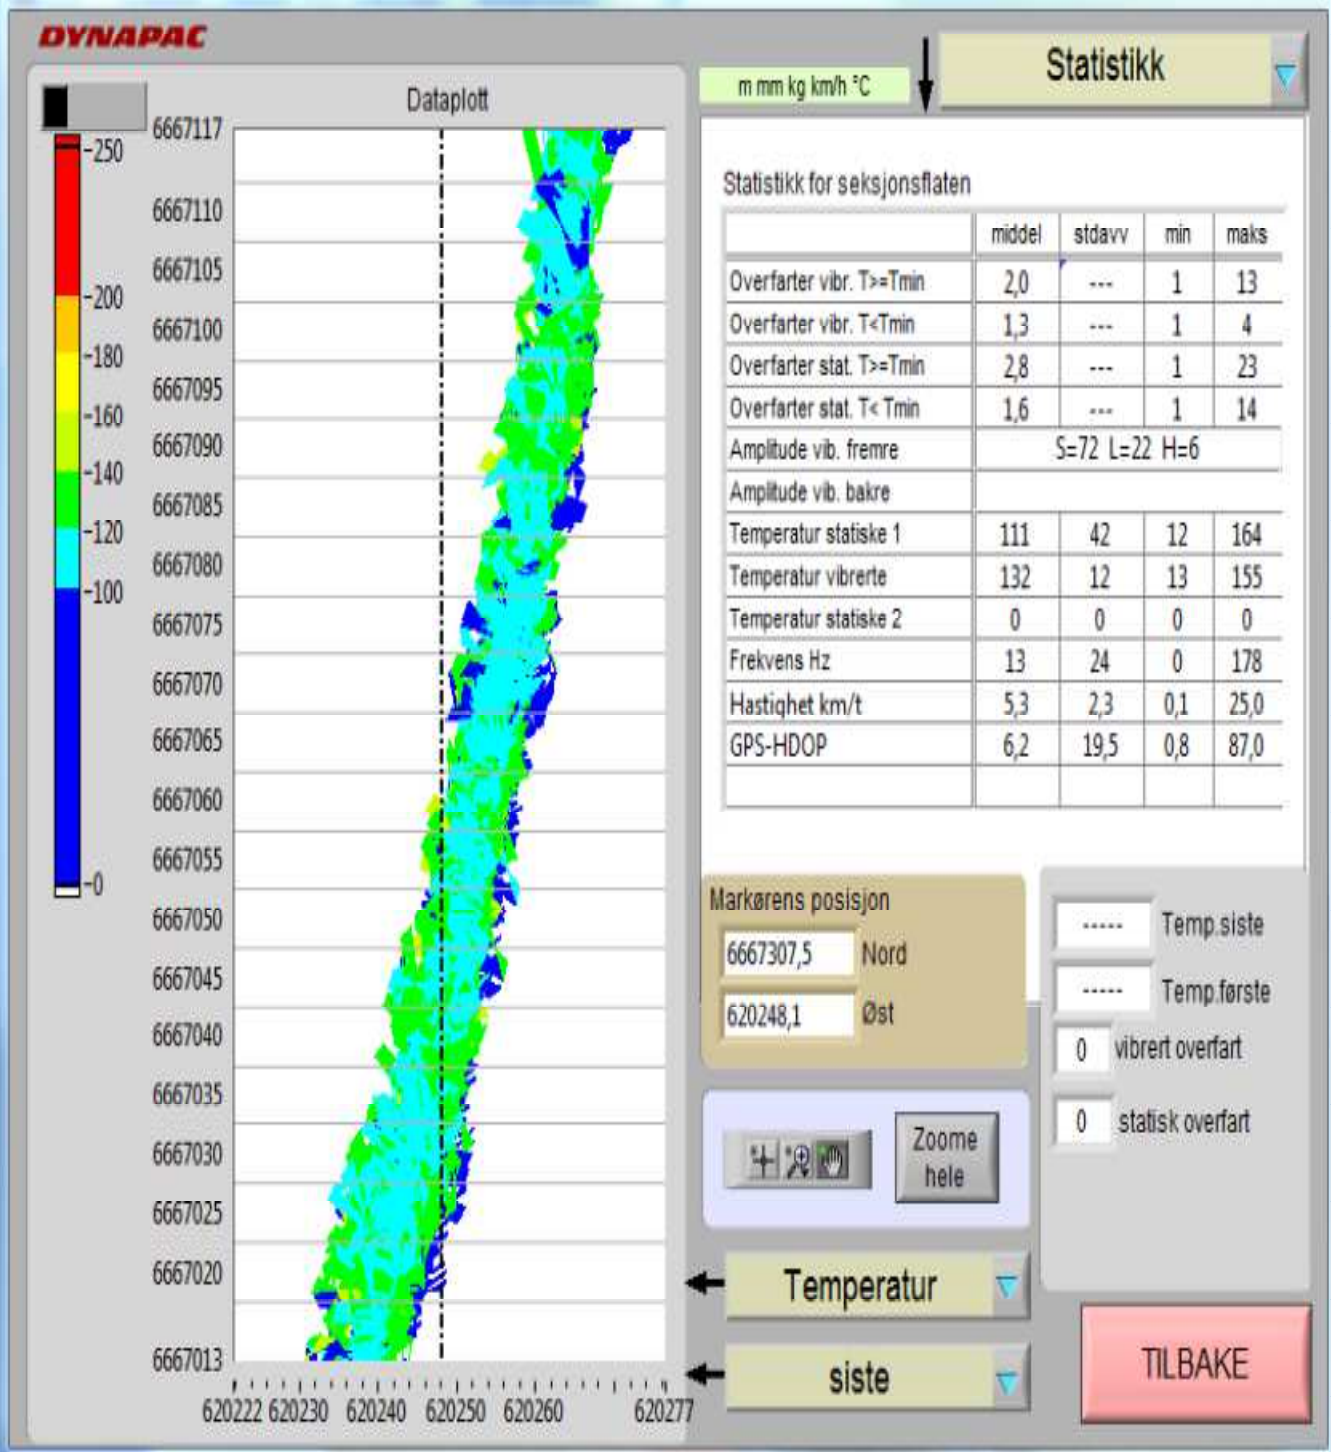 DYNAPAC
Dataplott
-250
-200
-180
-160
-140
-120
-100
-0
6667117
6667110
6667105
6667100
6667095
6667090
6667085
6667080
6667075
6667070
6667065
6667060
6667055
6667050
6667045
6667040
6667035
6667030
6667025
6667020
6667013
620222 620230 620240 620250 620260 620277
m mm kg km/h °C
Statistikk
Statistikk for seksjonsflaten
middel stdavv min maks
Overfarter vibr. T>=Tmin 2,0 --- 1 13
Overfarter vibr. T<Tmin 1,3 --- 1 4
Overfarter stat. T>=Tmin 2,8 --- 1 23
Overfarter stat. T< Tmin 1,6 --- 1 14
Amplitude vib. fremre S=72 L=22 H=6
Amplitude vib. bakre
Temperatur statiske 1 111 42 12 164
Temperatur vibrerte 132 12 13 155
Temperatur statiske 2 0 0 0 0
Frekvens Hz 13 24 0 178
Hastighet km/t 5,3 2,3 0,1 25,0
GPS-HDOP 6,2 19,5 0,8 87,0
Markørens posisjon
6667307,5 Nord
620248,1 Øst
----- Temp.siste
----- Temp.første
0 vibrert overfart
0 statisk overfart
Zoome
hele
Temperatur
siste
TILBAKE